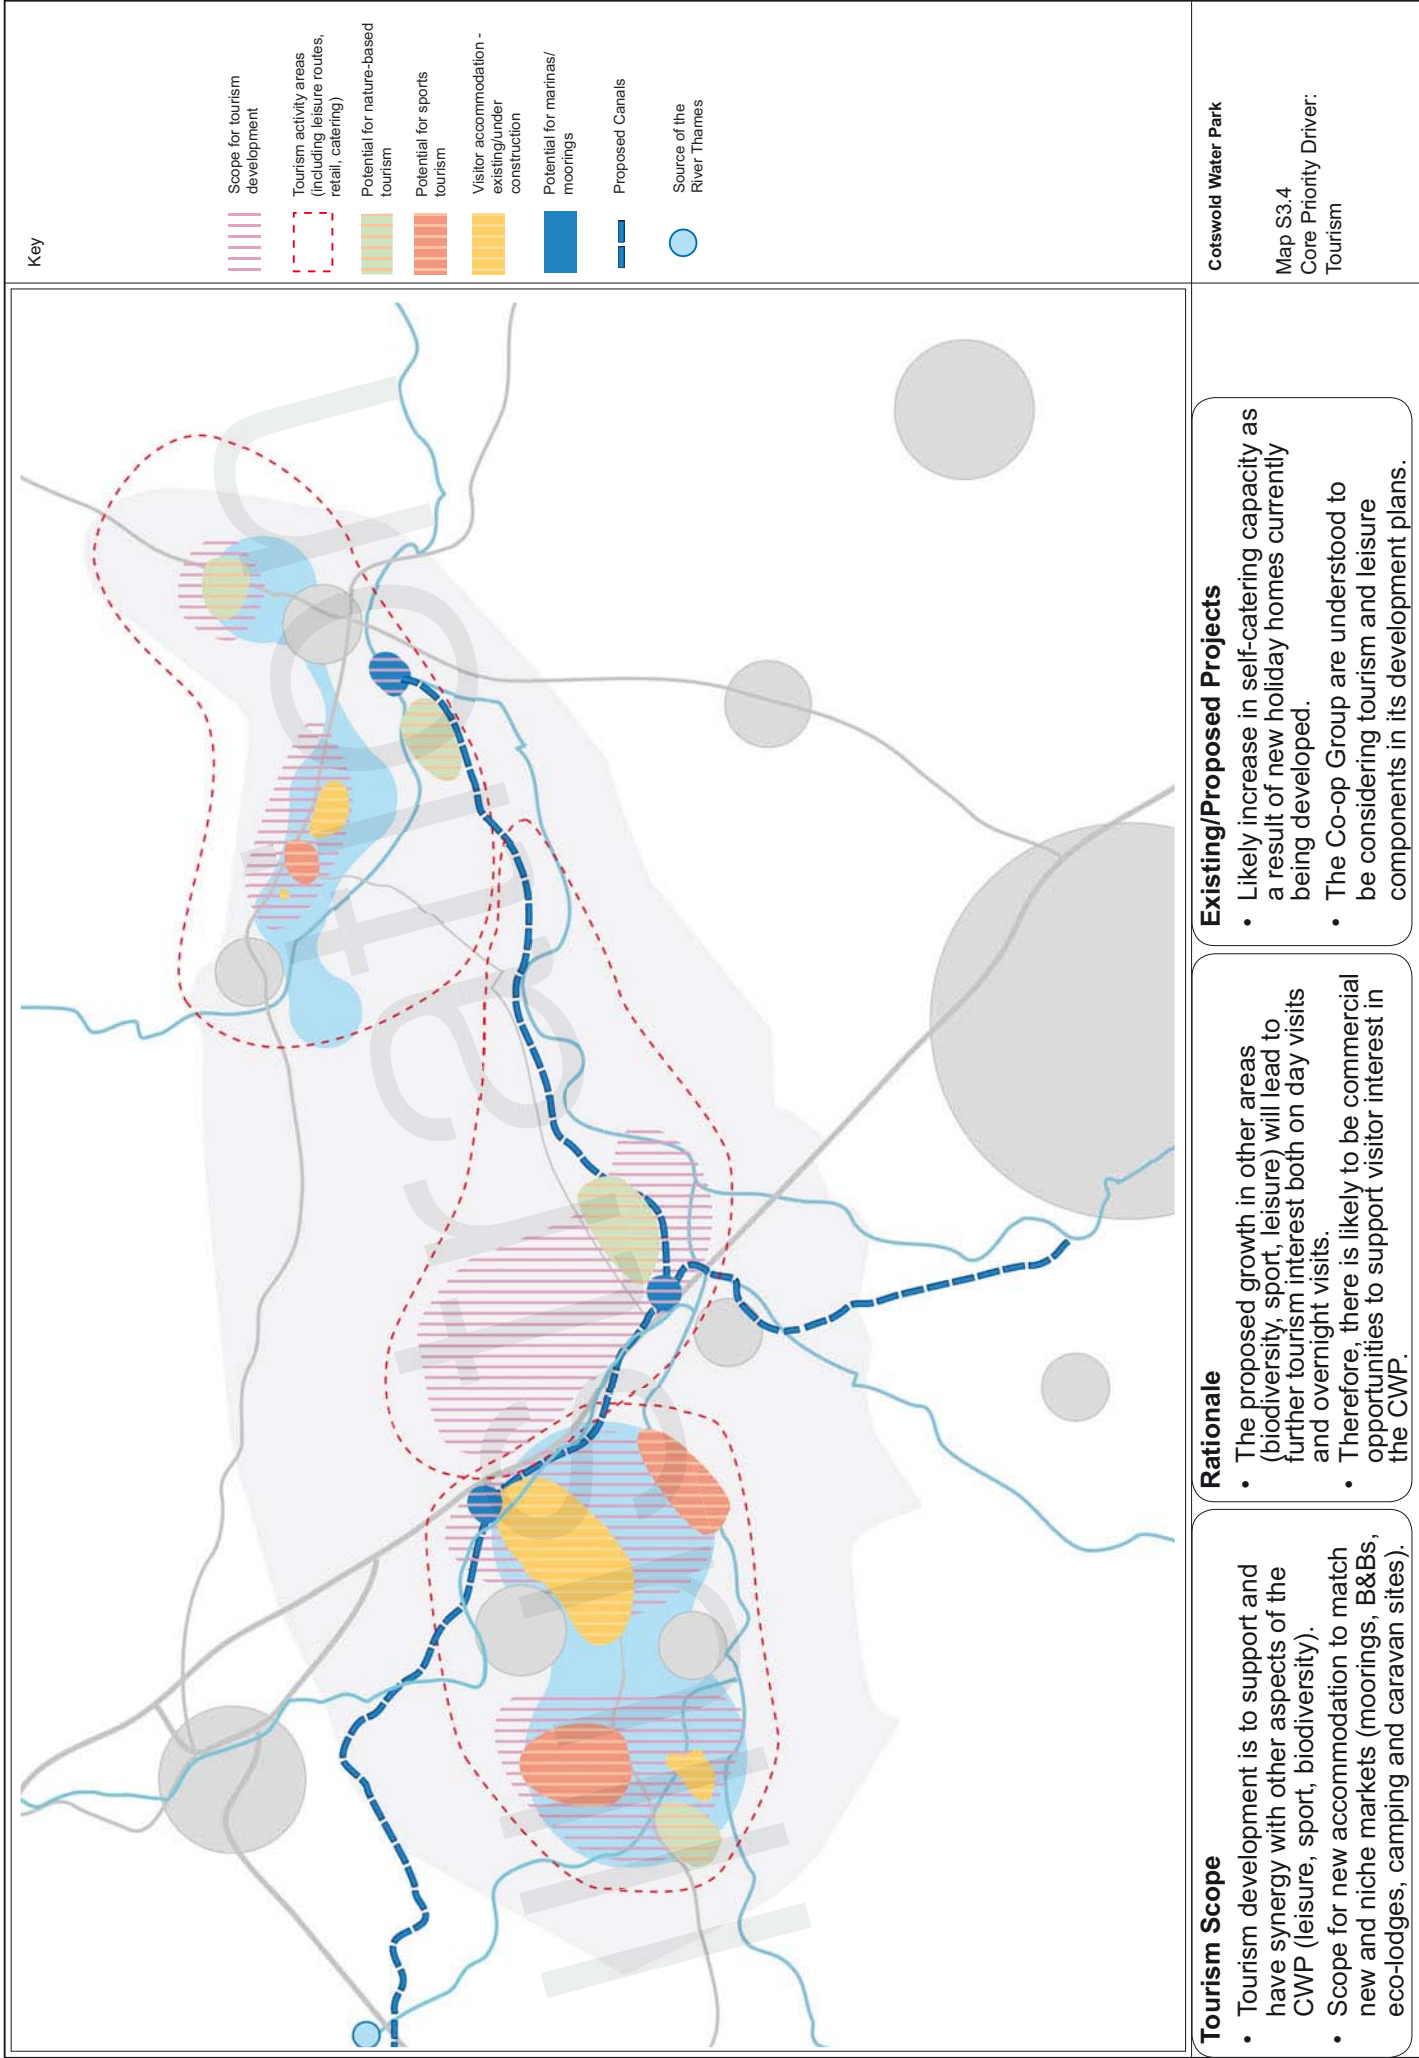 Key
Scope for tourism
development
Tourism activity areas
(including leisure routes,
retail, catering)
Potential for nature-based
tourism
Potential for sports
tourism
Visitor accommodation -
existing/under
construction
Potential for marinas/
moorings
Proposed Canals
Source of the
River Thames
Illustration
Tourism Scope
• Tourism development is to support and
have synergy with other aspects of the
CWP (leisure, sport, biodiversity).
• Scope for new accommodation to match
new and niche markets (moorings, B&Bs,
eco-lodges, camping and caravan sites).
Rationale
• The proposed growth in other areas
(biodiversity, sport, leisure) will lead to
further tourism interest both on day visits
and overnight visits.
• Therefore, there is likely to be commercial
opportunities to support visitor interest in
the CWP.
Existing/Proposed Projects
• Likely increase in self-catering capacity as
a result of new holiday homes currently
being developed.
• The Co-op Group are understood to
be considering tourism and leisure
components in its development plans.
Cotswold Water Park
Map S3.4
Core Priority Driver:
Tourism